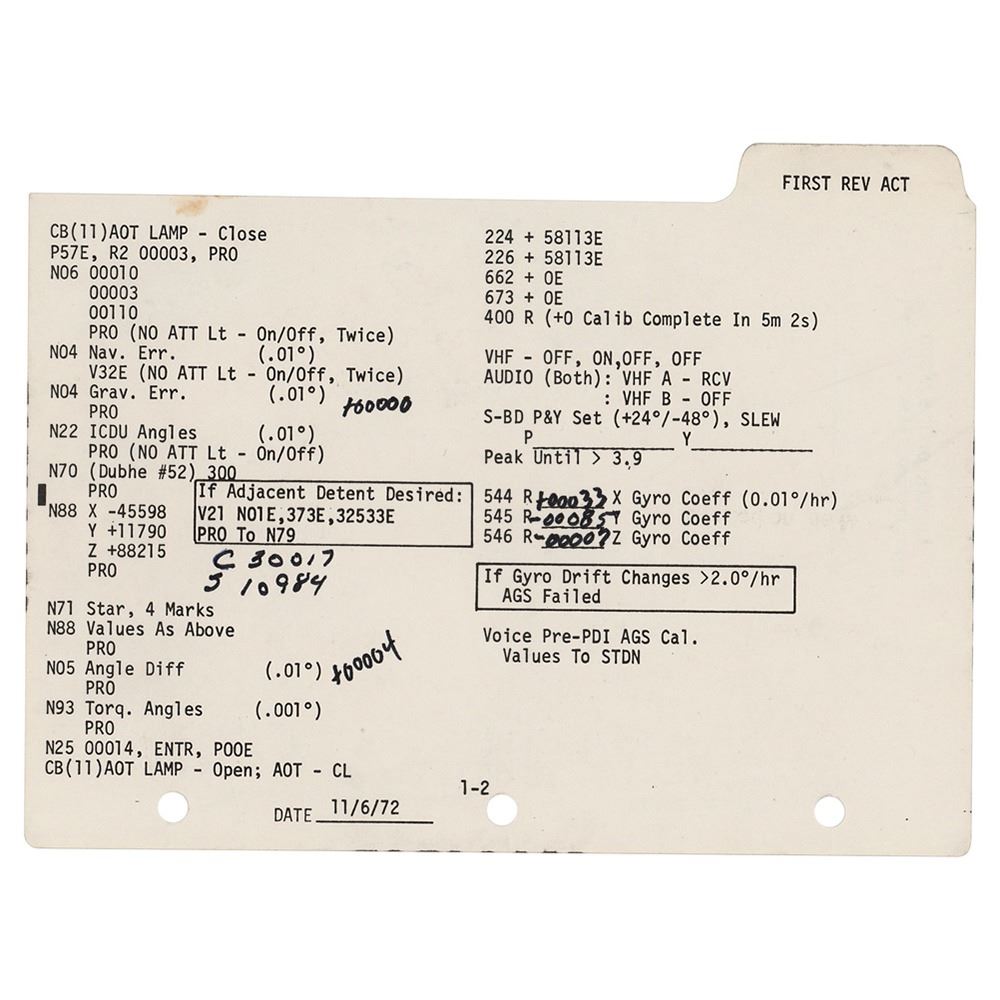 FIRST REV ACT
CB(11)AOT LAMP - Close
P57E, R2 00003, PRO
N06 00010
00003
00110
PRO (NO ATT Lt - On/Off, Twice)
N04 Nav. Err. (.01°)
V32E (NO ATT Lt - On/Off, Twice)
N04 Grav. Err. (.01°) +00000
PRO
N22 ICDU Angles (.01°)
PRO (NO ATT Lt - On/Off)
N70 (Dubhe #52) 300
PRO
N88 X -45598
Y +11790
Z +88215
PRO
If Adjacent Detent Desired:
V21 N01E,373E,32533E
PRO To N79
C 30017
S 10984
N71 Star, 4 Marks
N88 Values As Above
PRO
N05 Angle Diff (.01°) +00004
PRO
N93 Torq. Angles (.001°)
PRO
N25 00014, ENTR, POOE
CB(11)AOT LAMP - Open; AOT - CL
224 + 58113E
226 + 58113E
662 + 0E
673 + 0E
400 R (+0 Calib Complete In 5m 2s)
VHF - OFF, ON,OFF, OFF
AUDIO (Both): VHF A - RCV
: VHF B - OFF
S-BD P&Y Set (+24°/-48°), SLEW
P Y
Peak Until > 3.9
544 R +00033 X Gyro Coeff (0.01°/hr)
545 R -00085 Y Gyro Coeff
546 R -00007 Z Gyro Coeff
If Gyro Drift Changes >2.0°/hr
AGS Failed
Voice Pre-PDI AGS Cal.
Values To STDN
1-2
DATE 11/6/72